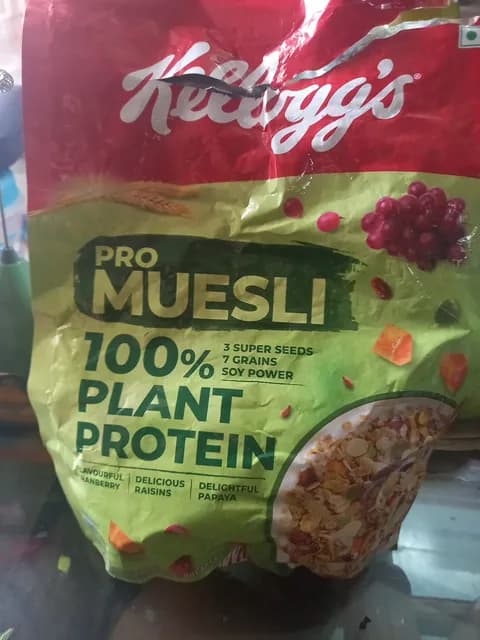 Kellogg's
PRO
MUESLI
100%
3 SUPER SEEDS
7 GRAINS
SOY POWER
PLANT
PROTEIN
DELICIOUS
RAISINS
DELIGHTFUL
PAPAYA